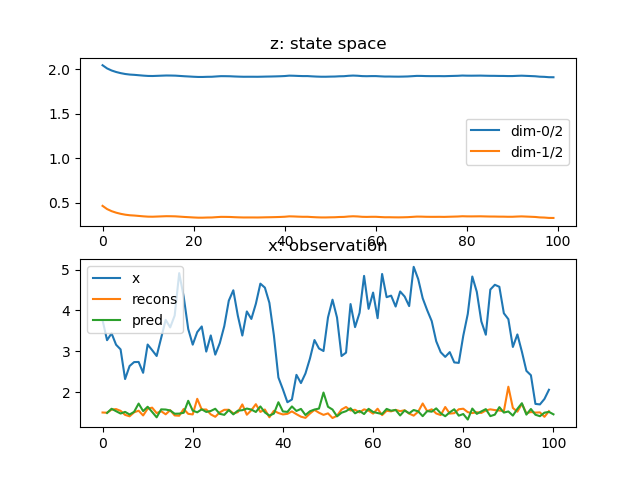 z: state space
2.0
1.5
1.0
0.5
dim-0/2
dim-1/2
0 20 40 60 80 100
x: observation
5
4
3
2
x
recons
pred
0 20 40 60 80 100